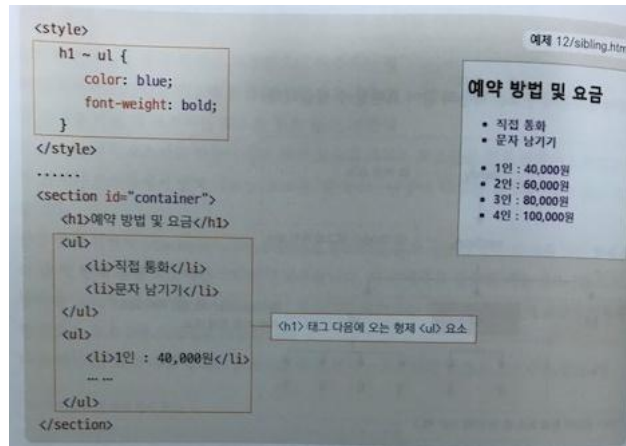 <style>
h1 ~ ul {
color: blue;
font-weight: bold;
}
</style>
......
<section id="container">
<h1>예약 방법 및 요금</h1>
<ul>
<li>직접 통화</li>
<li>문자 남기기</li>
</ul>
<ul>
<li>1인 : 40,000원</li>
... ...
</ul>
</section>
<h1> 태그 다음에 오는 형제 <ul> 요소
예제 12/sibling.htm
예약 방법 및 요금
▪ 직접 통화
▪ 문자 남기기
▪ 1인 : 40,000원
▪ 2인 : 60,000원
▪ 3인 : 80,000원
▪ 4인 : 100,000원